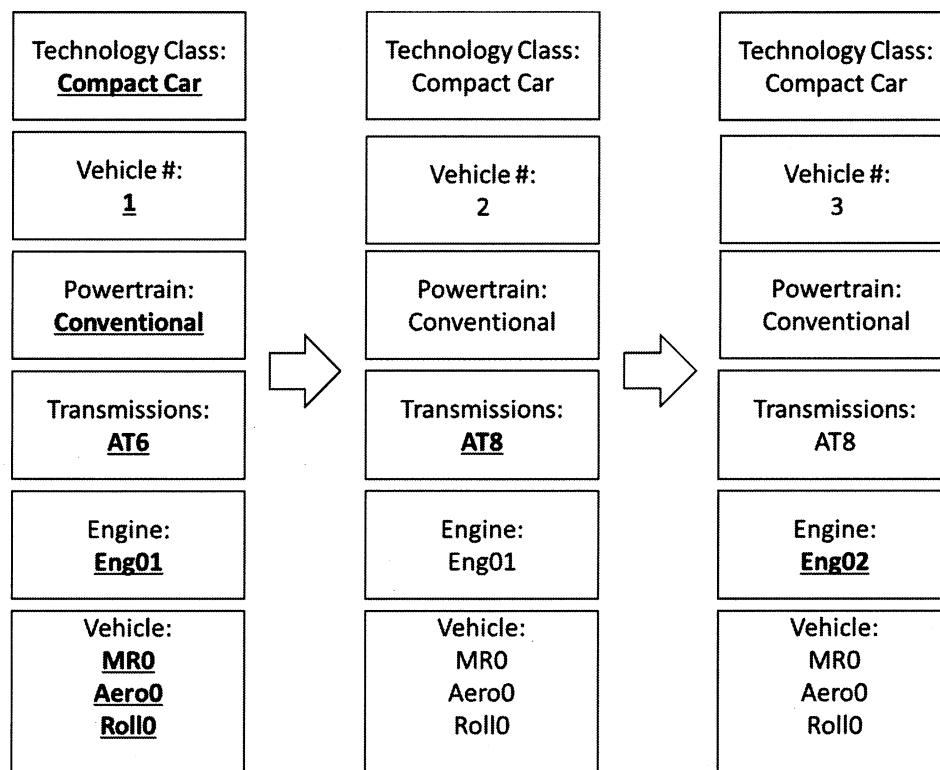 Technology Class:
Compact Car
Vehicle #:
1
Powertrain:
Conventional
Transmissions:
AT6
Engine:
Eng01
Vehicle:
MR0
Aero0
Roll0
Technology Class:
Compact Car
Vehicle #:
2
Powertrain:
Conventional
Transmissions:
AT8
Engine:
Eng01
Vehicle:
MR0
Aero0
Roll0
Technology Class:
Compact Car
Vehicle #:
3
Powertrain:
Conventional
Transmissions:
AT8
Engine:
Eng02
Vehicle:
MR0
Aero0
Roll0